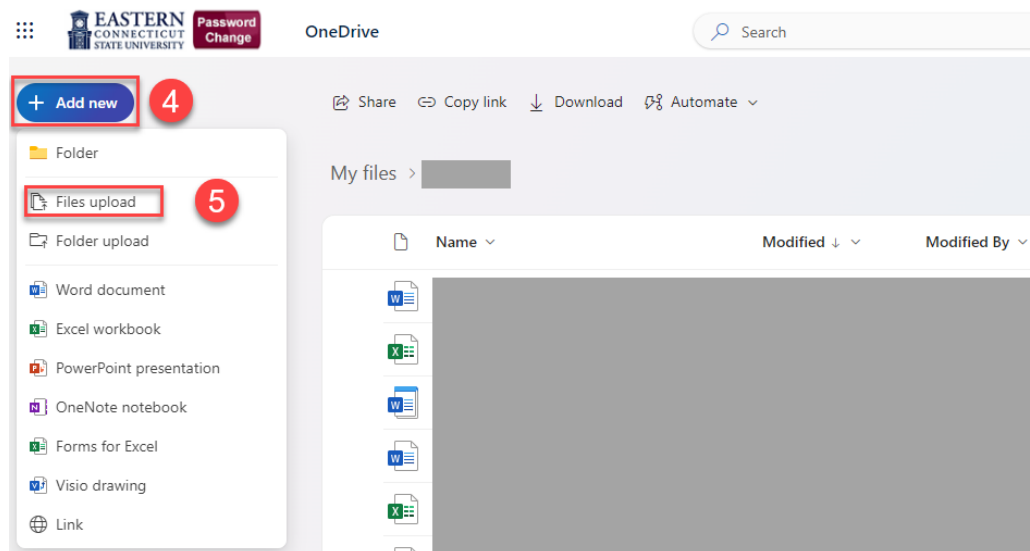 EASTERN
CONNECTICUT
STATE UNIVERSITY
Password
Change
OneDrive
Search
+ Add new
4
Share
Copy link
Download
Automate
Folder
My files >
Files upload
5
Folder upload
Name
Modified ↓
Modified By
Word document
Excel workbook
PowerPoint presentation
OneNote notebook
Forms for Excel
Visio drawing
Link